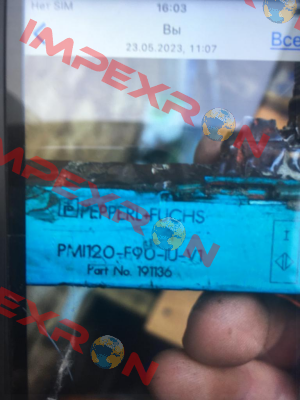 Нет SIM
16:03
Вы
23.05.2023, 11:07
Все
IMPEXRON
IMPEXRON
IMPEXRON
PEPPERL+FUCHS
PMI120-F90-IU-V1
Part No. 191136